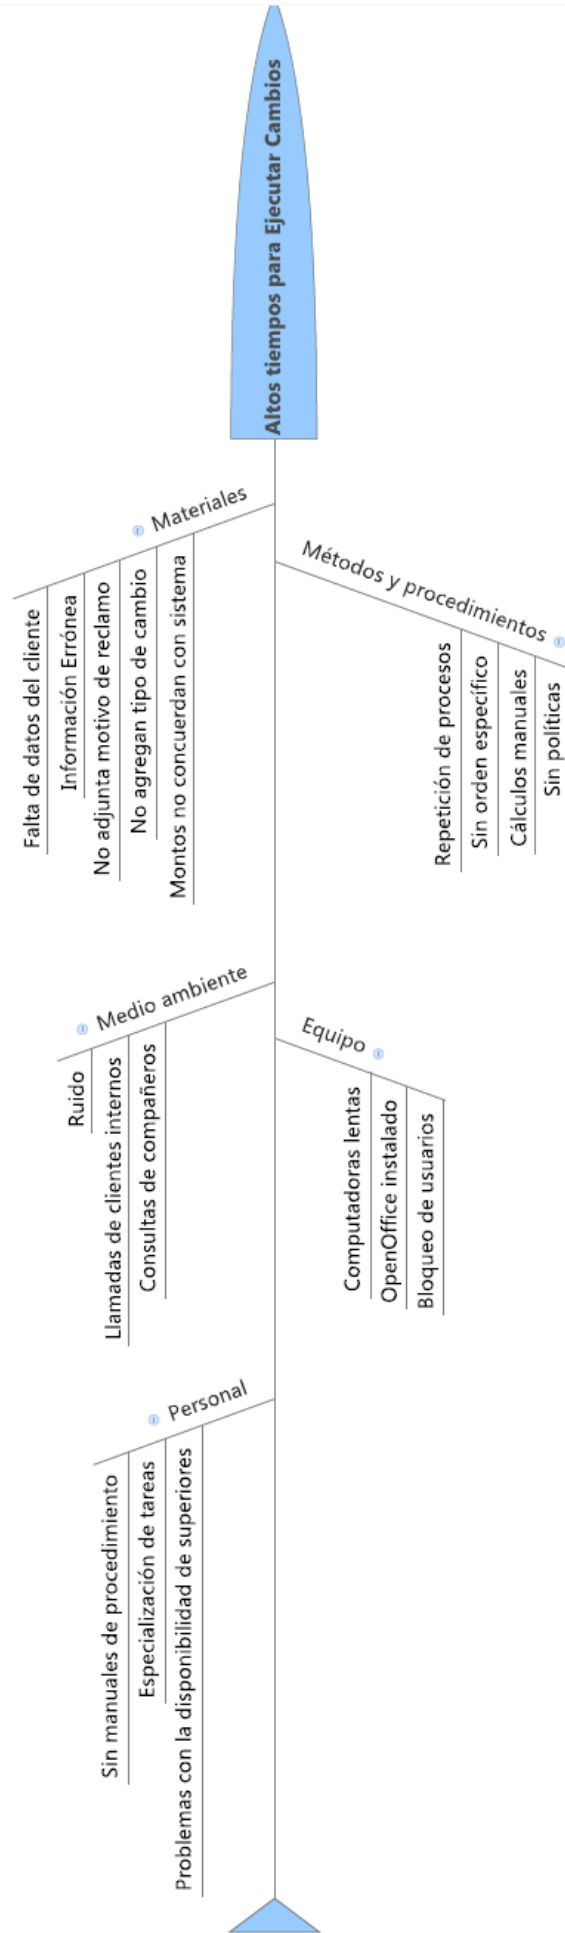 Altos tiempos para Ejecutar Cambios
Materiales
Falta de datos del cliente
Información Errónea
No adjunta motivo de reclamo
No agregan tipo de cambio
Montos no concuerdan con sistema
Métodos y procedimientos
Repetición de procesos
Sin orden específico
Cálculos manuales
Sin políticas
Medio ambiente
Ruido
Llamadas de clientes internos
Consultas de compañeros
Equipo
Computadoras lentas
OpenOffice instalado
Bloqueo de usuarios
Personal
Sin manuales de procedimiento
Especialización de tareas
Problemas con la disponibilidad de superiores